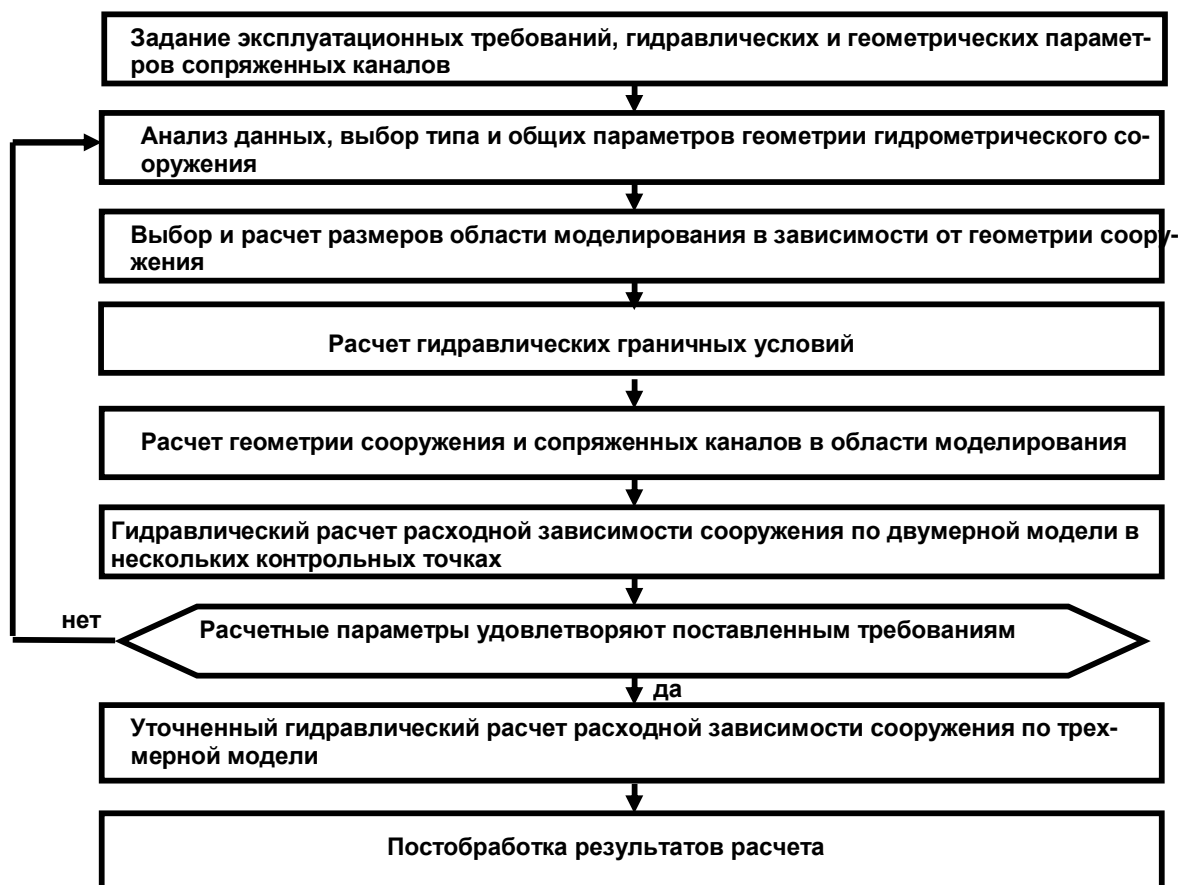 Задание эксплуатационных требований, гидравлических и геометрических парамет-
ров сопряженных каналов
Анализ данных, выбор типа и общих параметров геометрии гидрометрического со-
оружения
Выбор и расчет размеров области моделирования в зависимости от геометрии соору-
жения
Расчет гидравлических граничных условий
Расчет геометрии сооружения и сопряженных каналов в области моделирования
Гидравлический расчет расходной зависимости сооружения по двумерной модели в
нескольких контрольных точках
нет
Расчетные параметры удовлетворяют поставленным требованиям
да
Уточненный гидравлический расчет расходной зависимости сооружения по трех-
мерной модели
Постобработка результатов расчета